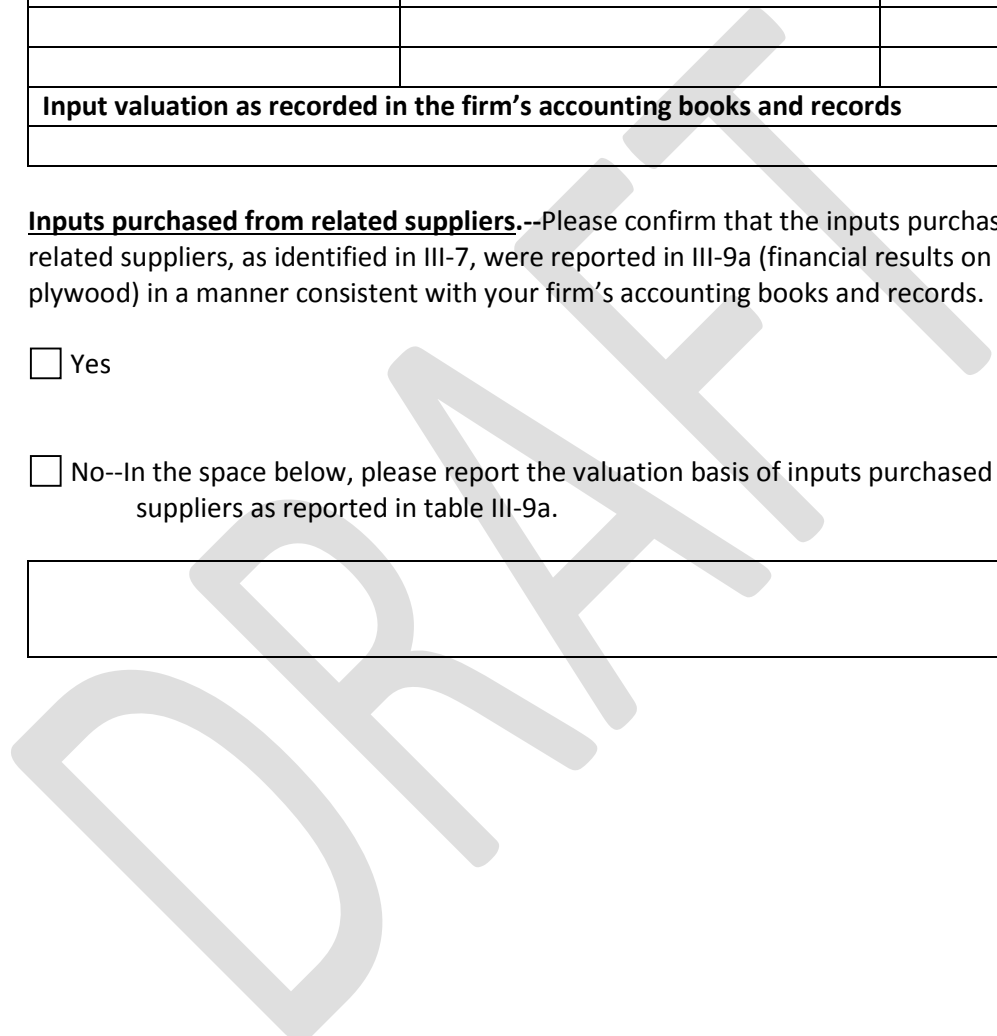 Input valuation as recorded in the firm’s accounting books and records
Inputs purchased from related suppliers.--Please confirm that the inputs purchas
related suppliers, as identified in III-7, were reported in III-9a (financial results on
plywood) in a manner consistent with your firm’s accounting books and records.
Yes
No--In the space below, please report the valuation basis of inputs purchased
suppliers as reported in table III-9a.
DRAFT